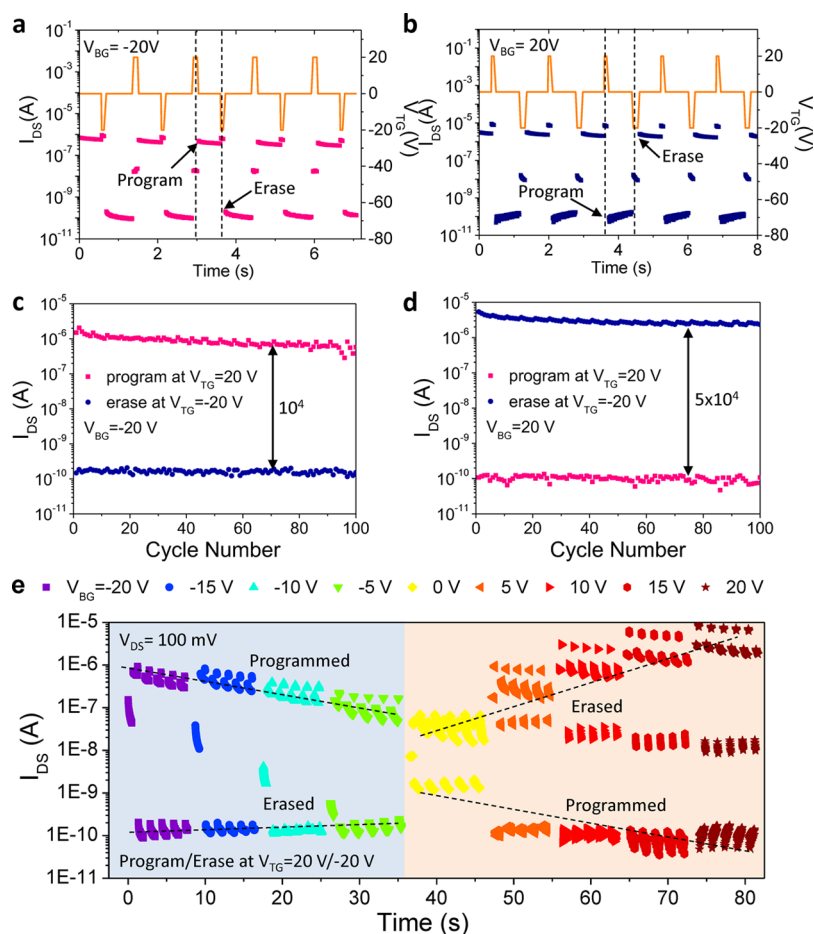 a
V_BG= -20V
I_DS(A)
10^-1
10^-3
10^-4
10^-5
10^-6
10^-7
10^-9
10^-10
10^-11
20
0
-20
-40
-60
-80
V_TG (V)
Program
Erase
0 2 4 6
Time (s)
b
V_BG= 20V
I_DS(A)
10^-1
10^-3
10^-5
10^-7
10^-9
10^-11
20
0
-20
-40
-60
-80
V_TG (V)
Program
Erase
0 2 4 6 8
Time (s)
c
I_DS (A)
10^-5
10^-6
10^-7
10^-8
10^-9
10^-10
10^-11
program at V_TG=20 V
erase at V_TG=-20 V
V_BG=-20 V
10^4
0 20 40 60 80 100
Cycle Number
d
I_DS (A)
10^-5
10^-6
10^-7
10^-8
10^-9
10^-10
10^-11
program at V_TG=20 V
erase at V_TG=-20 V
V_BG=20 V
5x10^4
0 20 40 60 80 100
Cycle Number
e
V_BG=-20 V -15 V -10 V -5 V 0 V 5 V 10 V 15 V 20 V
I_DS (A)
1E-5
1E-6
1E-7
1E-8
1E-9
1E-10
1E-11
V_DS= 100 mV
Programmed
Erased
Erased
Programmed
Program/Erase at V_TG=20 V/-20 V
0 10 20 30 40 50 60 70 80
Time (s)